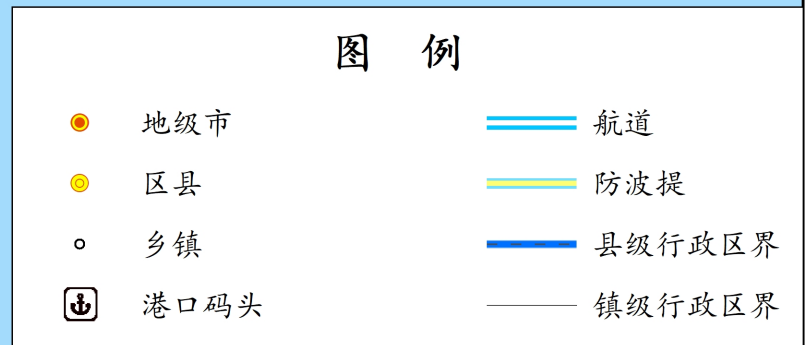 图 例
地级市 航道
区县 防波提
乡镇 县级行政区界
港口码头 镇级行政区界